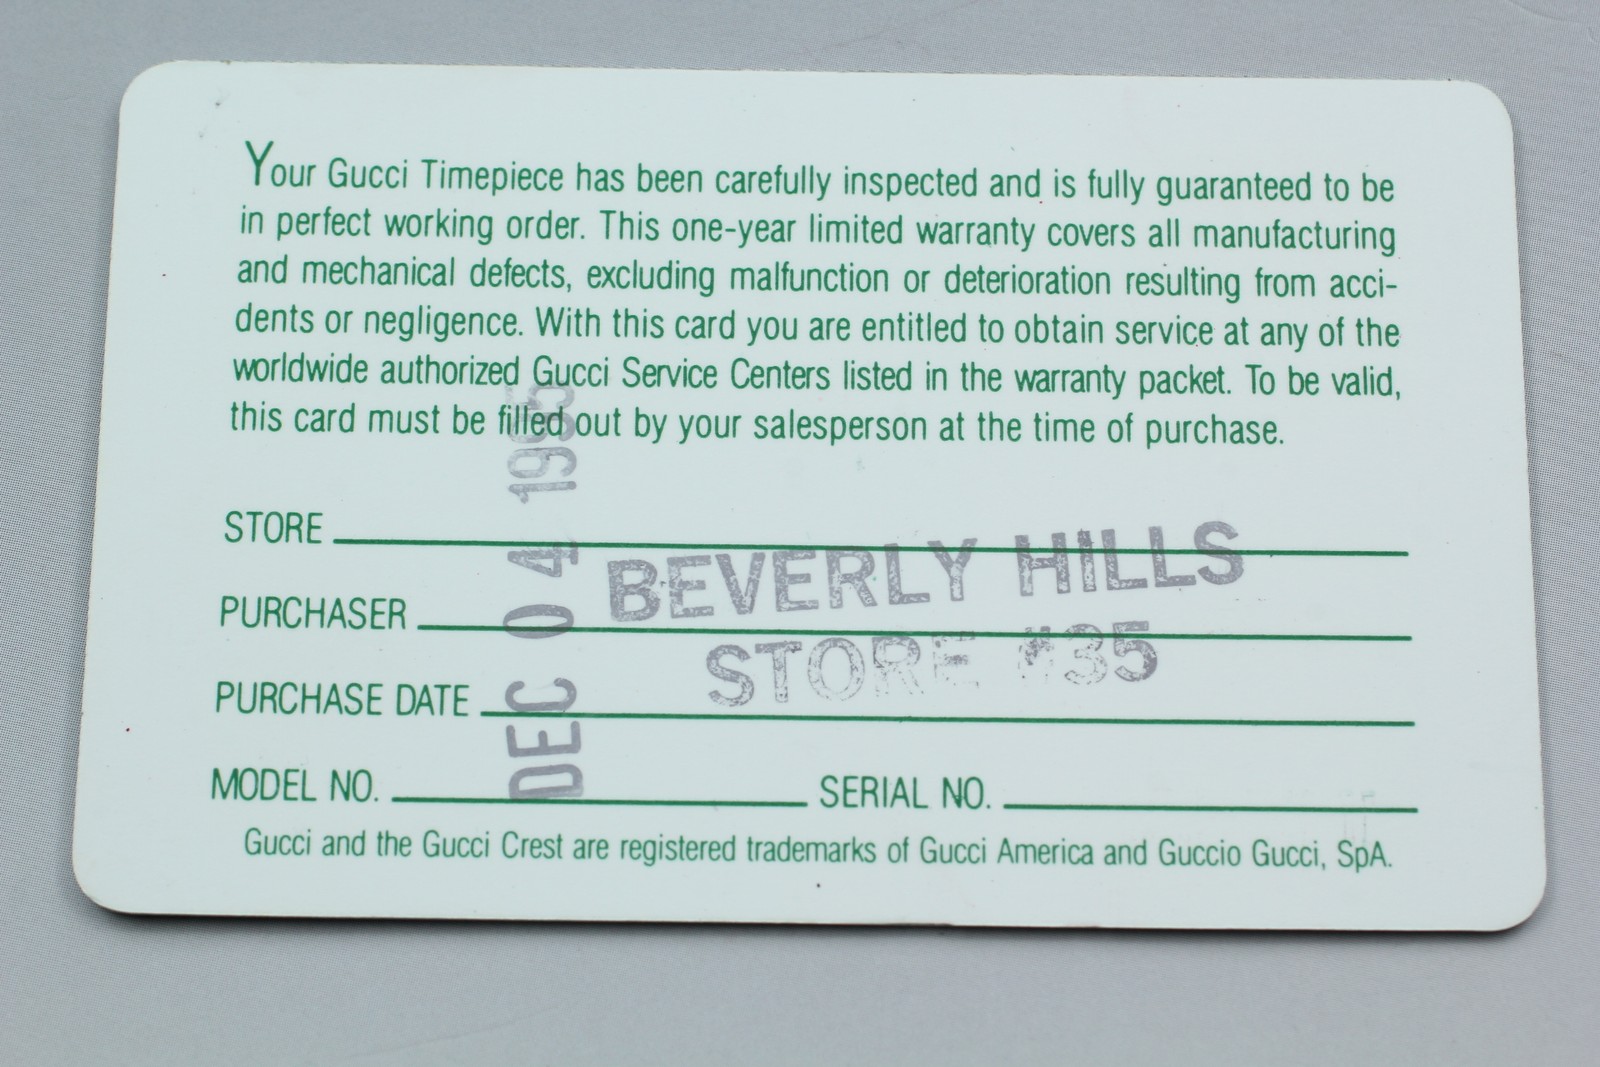 Your Gucci Timepiece has been carefully inspected and is fully guaranteed to be
in perfect working order. This one-year limited warranty covers all manufacturing
and mechanical defects, excluding malfunction or deterioration resulting from acci-
dents or negligence. With this card you are entitled to obtain service at any of the
worldwide authorized Gucci Service Centers listed in the warranty packet. To be valid,
this card must be filled out by your salesperson at the time of purchase.
STORE
BEVERLY HILLS
PURCHASER
STORE #35
PURCHASE DATE
DEC 04 1995
MODEL NO. SERIAL NO.
Gucci and the Gucci Crest are registered trademarks of Gucci America and Guccio Gucci, SpA.